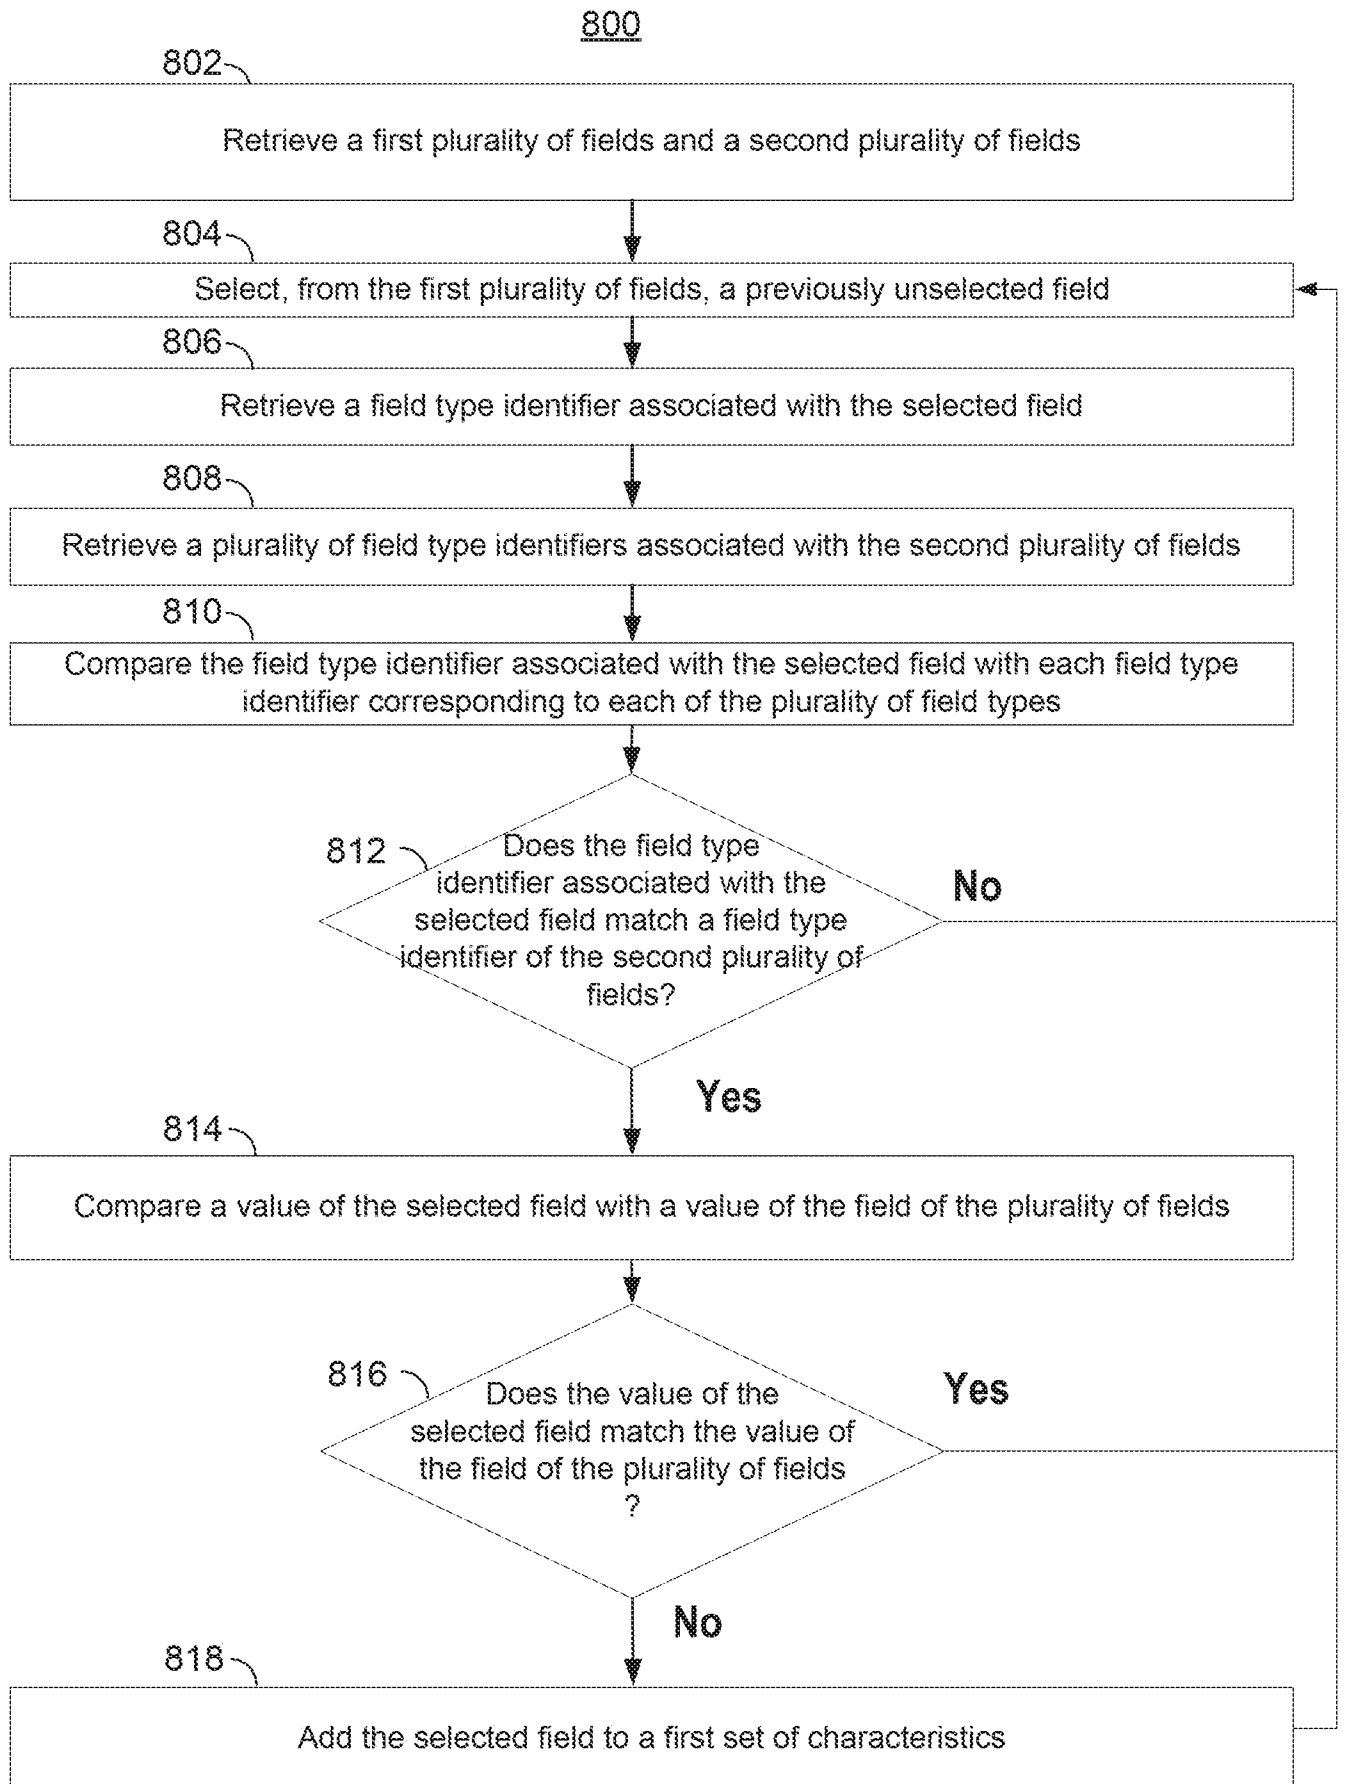 800
802
Retrieve a first plurality of fields and a second plurality of fields
804
Select, from the first plurality of fields, a previously unselected field
806
Retrieve a field type identifier associated with the selected field
808
Retrieve a plurality of field type identifiers associated with the second plurality of fields
810
Compare the field type identifier associated with the selected field with each field type
identifier corresponding to each of the plurality of field types
812
Does the field type
identifier associated with the
selected field match a field type
identifier of the second plurality of
fields?
No
Yes
814
Compare a value of the selected field with a value of the field of the plurality of fields
816
Does the value of the
selected field match the value of
the field of the plurality of fields
?
Yes
No
818
Add the selected field to a first set of characteristics